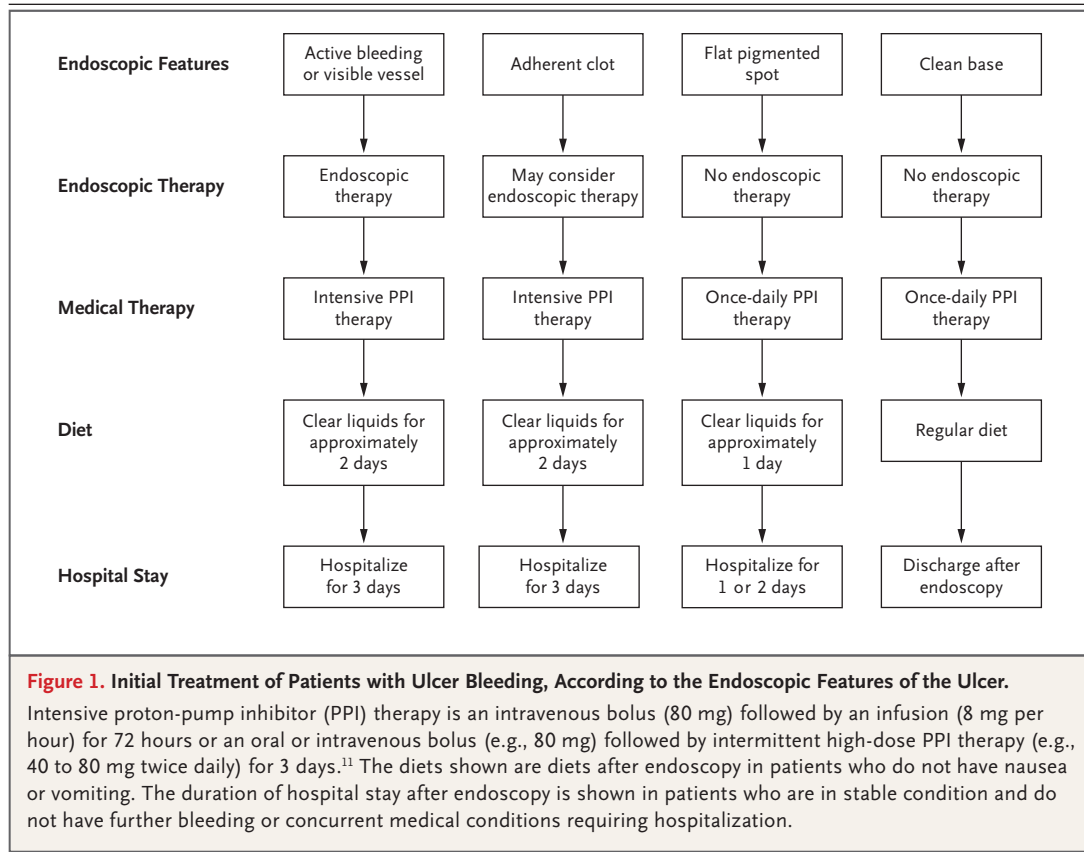 Endoscopic Features
Active bleeding
or visible vessel
Adherent clot
Flat pigmented
spot
Clean base
Endoscopic Therapy
Endoscopic
therapy
May consider
endoscopic therapy
No endoscopic
therapy
No endoscopic
therapy
Medical Therapy
Intensive PPI
therapy
Intensive PPI
therapy
Once-daily PPI
therapy
Once-daily PPI
therapy
Diet
Clear liquids for
approximately
2 days
Clear liquids for
approximately
2 days
Clear liquids for
approximately
1 day
Regular diet
Hospital Stay
Hospitalize
for 3 days
Hospitalize
for 3 days
Hospitalize for
1 or 2 days
Discharge after
endoscopy
Figure 1. Initial Treatment of Patients with Ulcer Bleeding, According to the Endoscopic Features of the Ulcer.
Intensive proton-pump inhibitor (PPI) therapy is an intravenous bolus (80 mg) followed by an infusion (8 mg per
hour) for 72 hours or an oral or intravenous bolus (e.g., 80 mg) followed by intermittent high-dose PPI therapy (e.g.,
40 to 80 mg twice daily) for 3 days.¹¹ The diets shown are diets after endoscopy in patients who do not have nausea
or vomiting. The duration of hospital stay after endoscopy is shown in patients who are in stable condition and do
not have further bleeding or concurrent medical conditions requiring hospitalization.